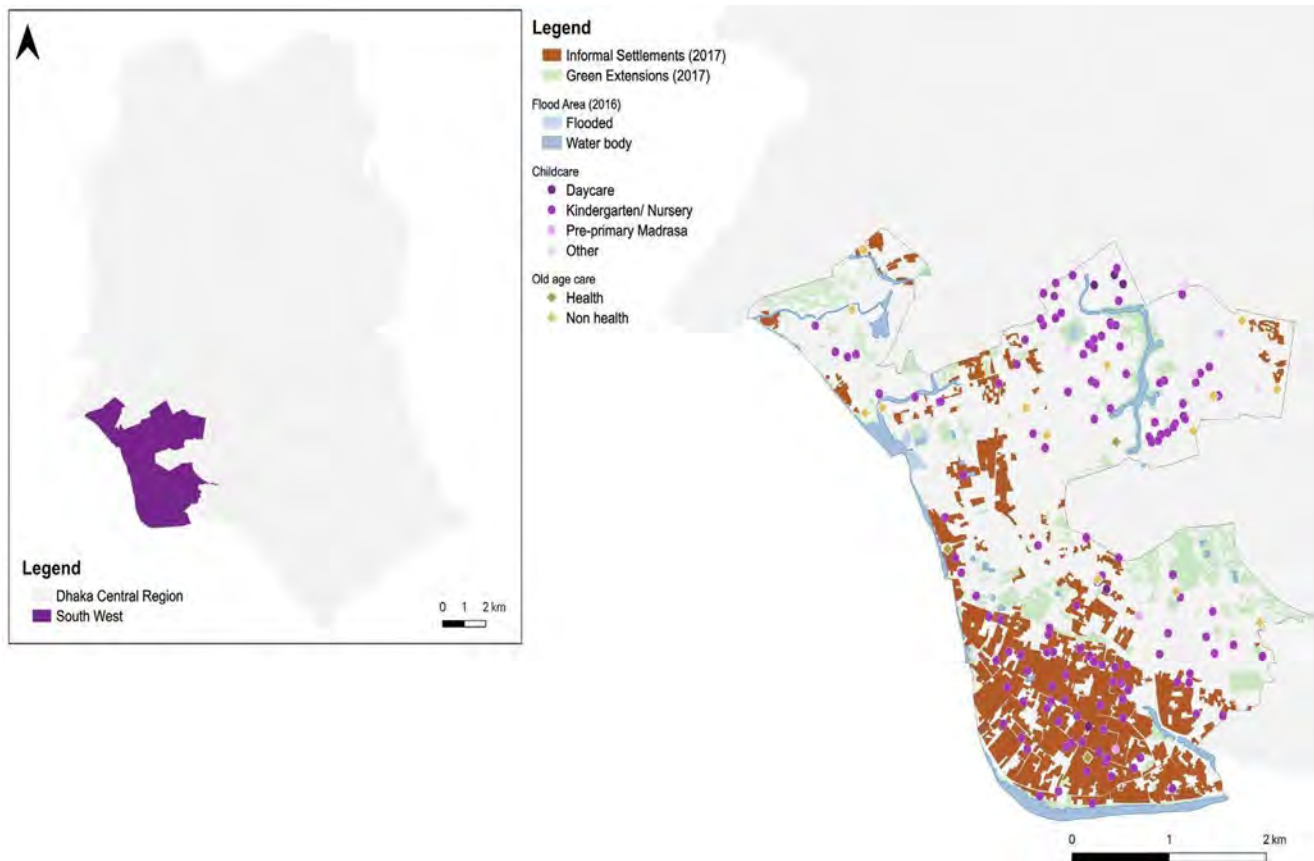 Legend
Dhaka Central Region
South West
0 1 2 km
Legend
Informal Settlements (2017)
Green Extensions (2017)
Flood Area (2016)
Flooded
Water body
Childcare
Daycare
Kindergarten/ Nursery
Pre-primary Madrasa
Other
Old age care
Health
Non health
0 1 2 km